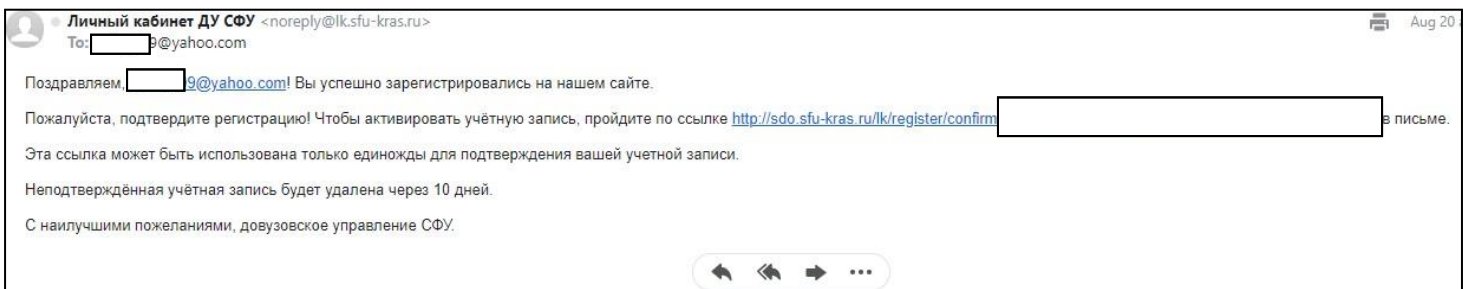 Личный кабинет ДУ СФУ <noreply@lk.sfu-kras.ru>
Aug 20
To: 9@yahoo.com
Поздравляем, 9@yahoo.com! Вы успешно зарегистрировались на нашем сайте.
Пожалуйста, подтвердите регистрацию! Чтобы активировать учётную запись, пройдите по ссылке http://sdo.sfu-kras.ru/lk/register/confirm в письме.
Эта ссылка может быть использована только единожды для подтверждения вашей учетной записи.
Неподтверждённая учётная запись будет удалена через 10 дней.
С наилучшими пожеланиями, довузовское управление СФУ.